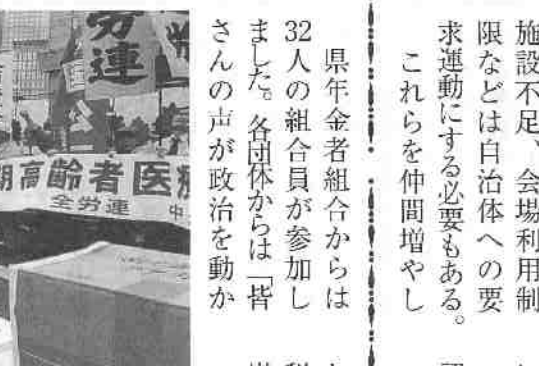 施設不足、会場利用制
限などは自治体への要
求運動にする必要もある。
これらを仲間増やし
県年金者組合からは
32人の組合員が参加し
ました。各団体からは「皆
さんの声が政治を動か
労連
期高齢者医療
全労連